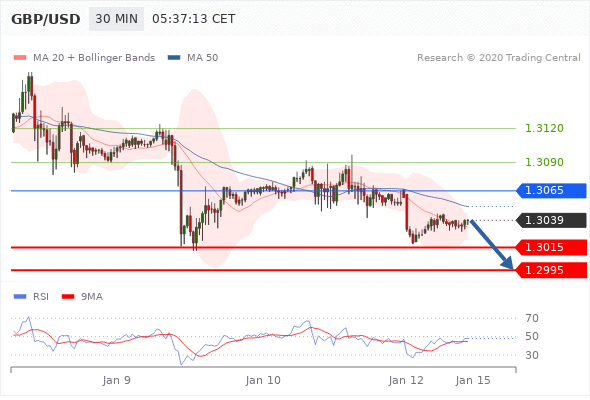 GBP/USD 30 MIN 05:37:13 CET
MA 20 + Bollinger Bands MA 50 Research © 2020 Trading Central
1.3120
1.3090
1.3065
1.3039
1.3015
1.2995
RSI 9MA
70
50
30
Jan 9 Jan 10 Jan 12 Jan 15